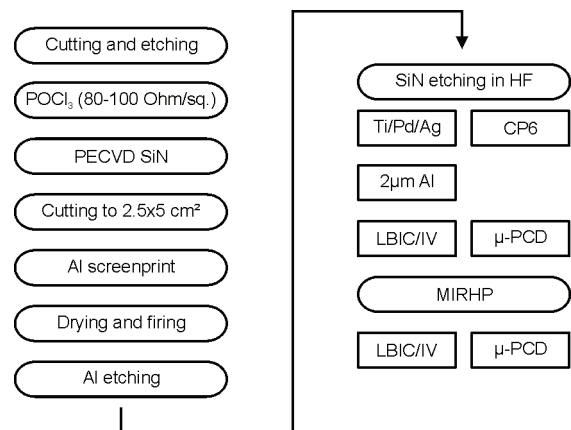 Cutting and etching
POCl₃ (80-100 Ohm/sq.)
PECVD SiN
Cutting to 2.5x5 cm²
Al screenprint
Drying and firing
Al etching
SiN etching in HF
Ti/Pd/Ag CP6
2µm Al
LBIC/IV µ-PCD
MIRHP
LBIC/IV µ-PCD